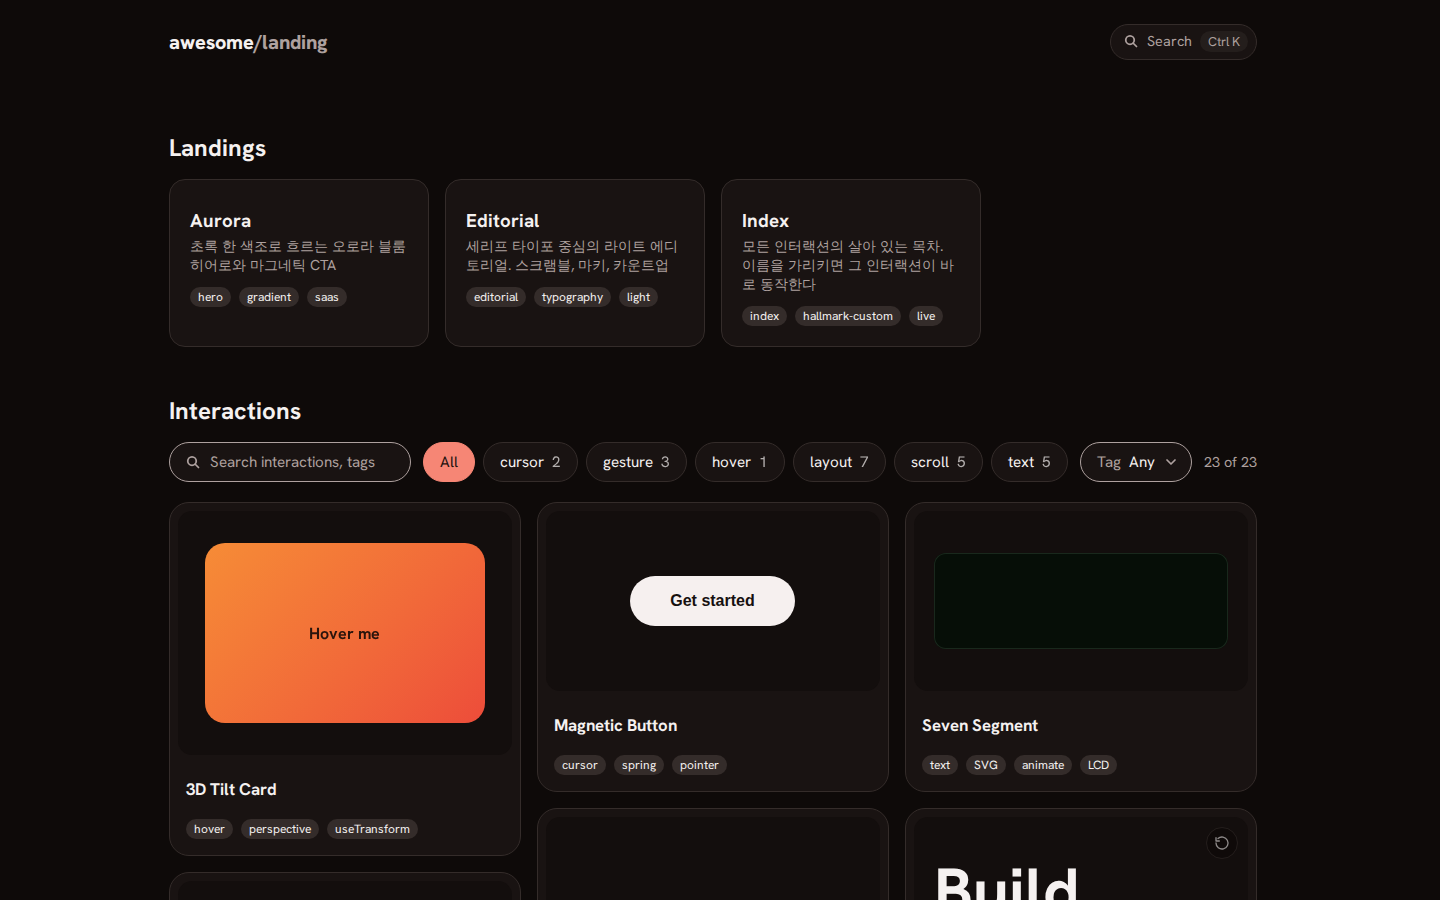 awesome/landing
Search Ctrl K
Landings
Aurora
초록 한 색조로 흐르는 오로라 블룸
히어로와 마그네틱 CTA
hero gradient saas
Editorial
세리프 타이포 중심의 라이트 에디
토리얼. 스크램블, 마키, 카운트업
editorial typography light
Index
모든 인터랙션의 살아 있는 목차.
이름을 가리키면 그 인터랙션이 바
로 동작한다
index hallmark-custom live
Interactions
Search interactions, tags All cursor 2 gesture 3 hover 1 layout 7 scroll 5 text 5 Tag Any 23 of 23
Hover me
3D Tilt Card
hover perspective useTransform
Get started
Magnetic Button
cursor spring pointer
Seven Segment
text SVG animate LCD
Build